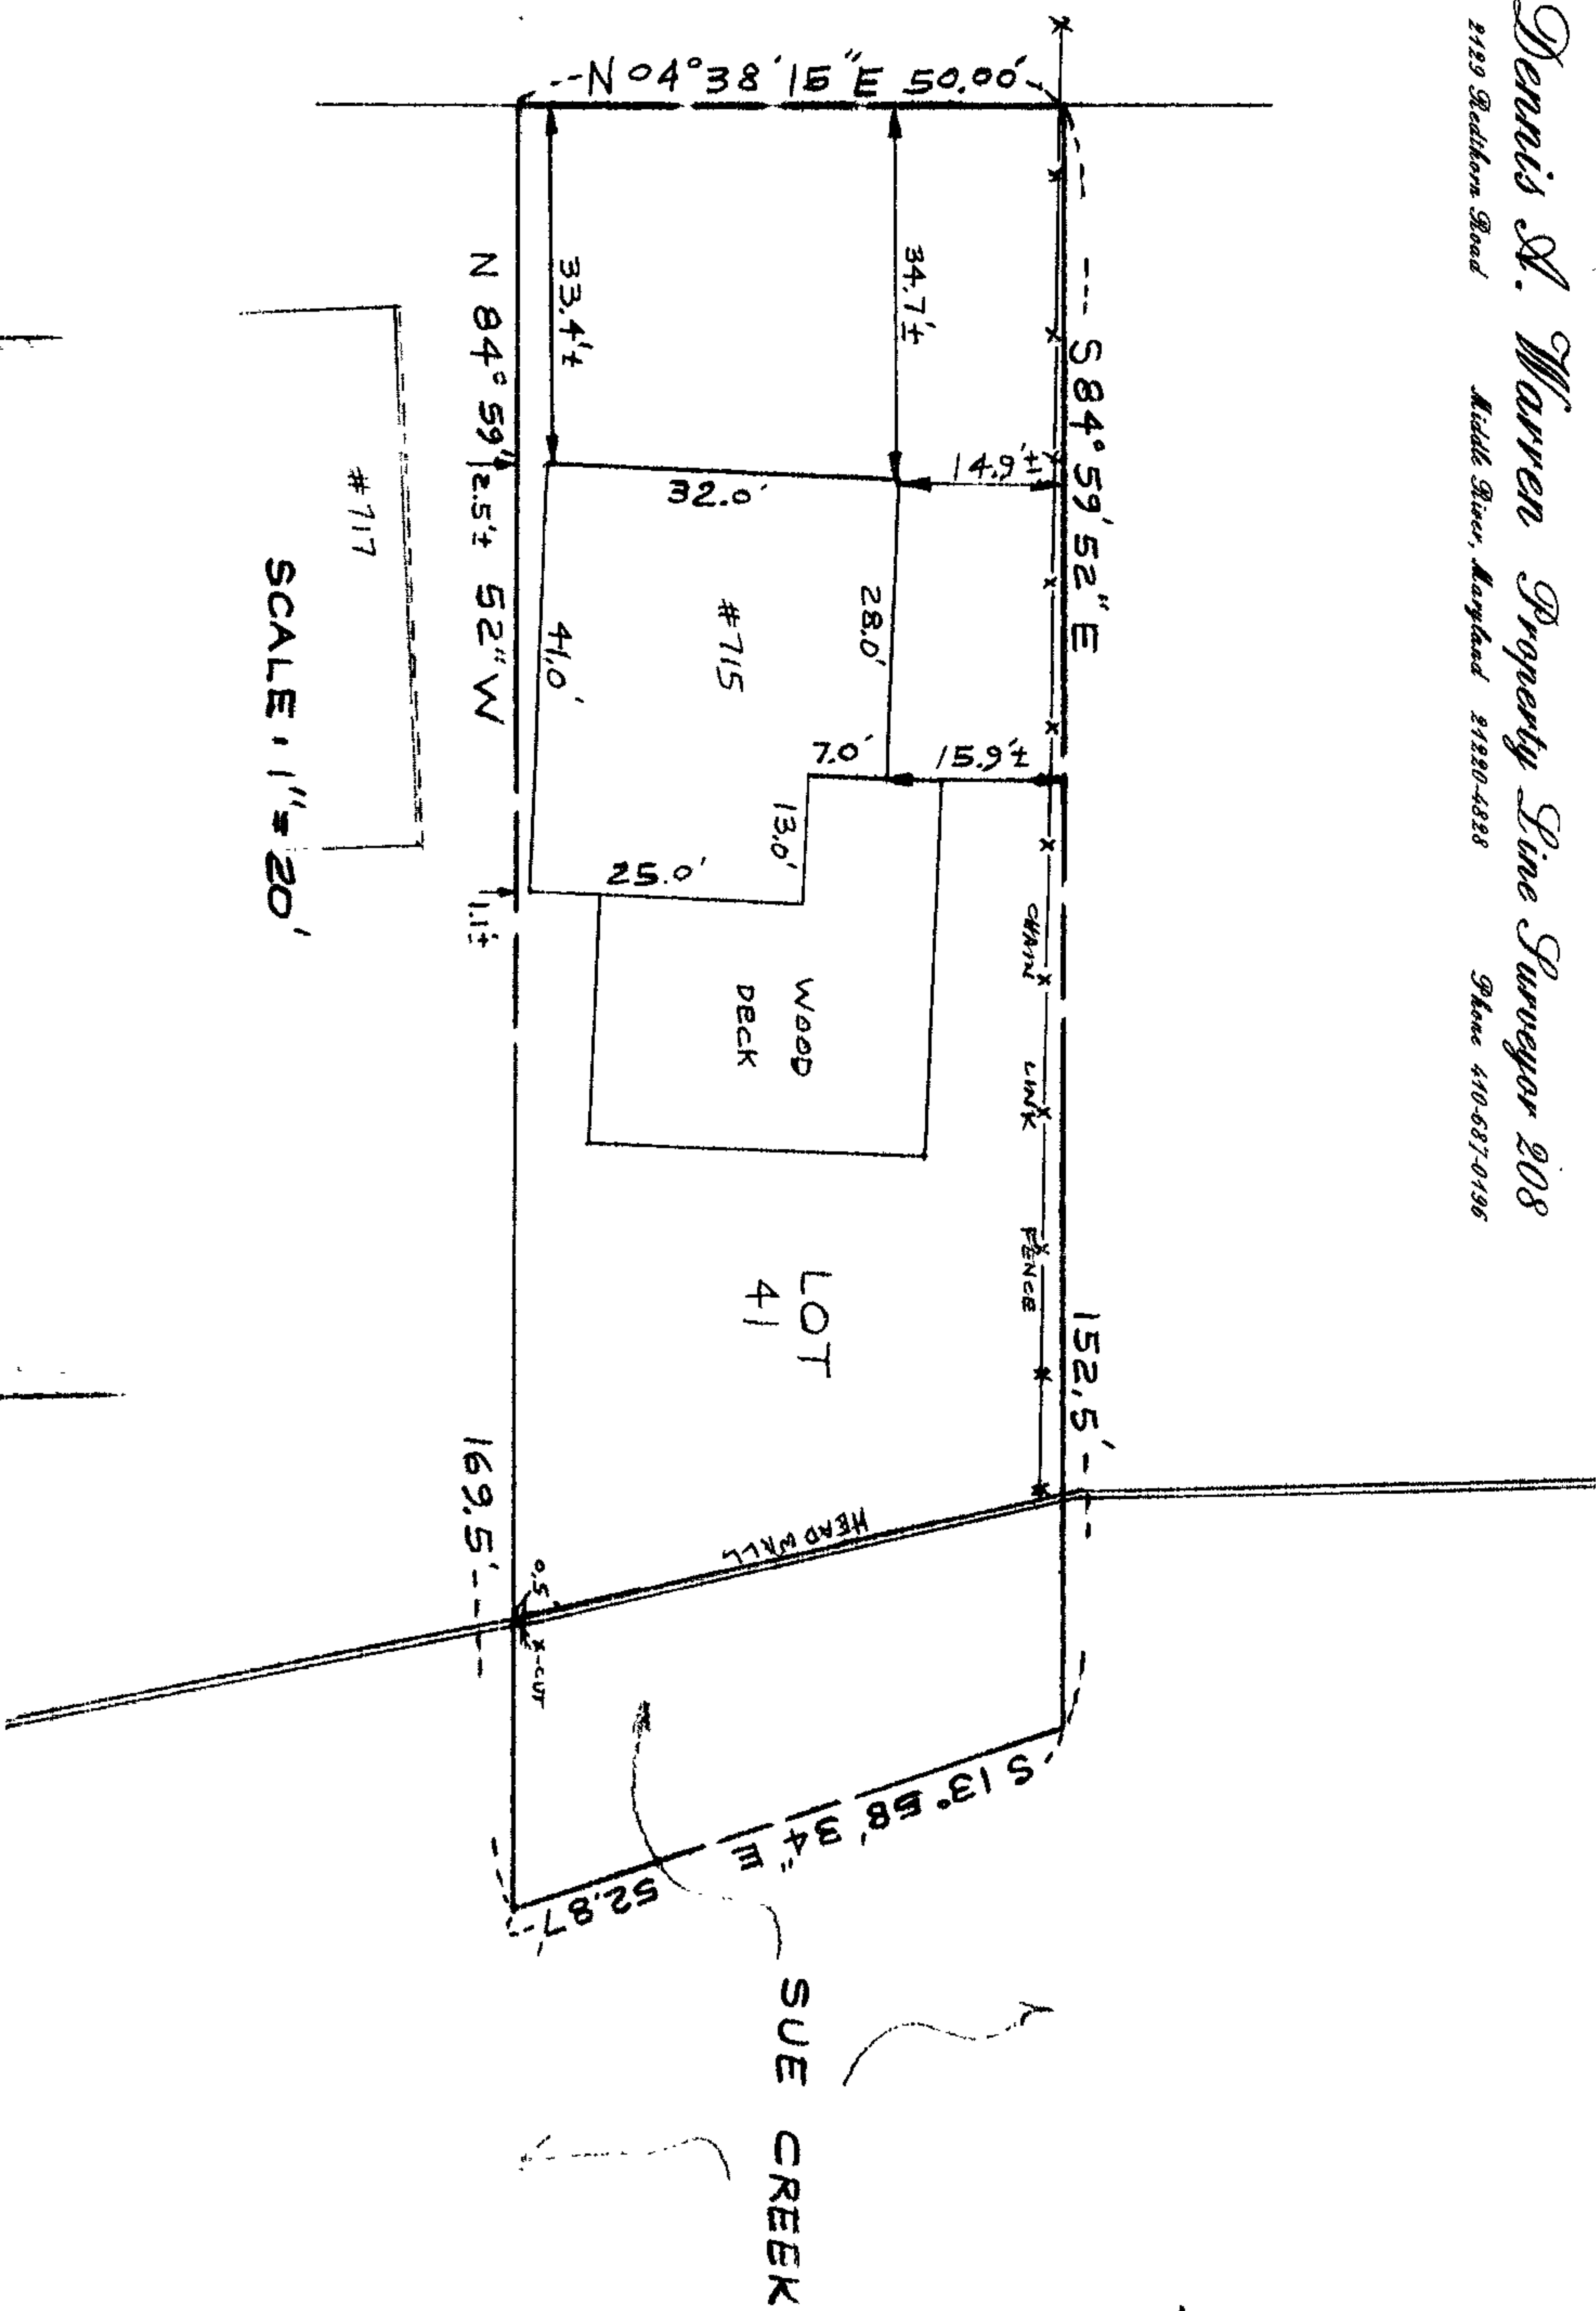 Dennis A. Warren Property Line Surveyor 208
2129 Redthorn Road Middle River, Maryland 21220-4828 Phone 410-687-0196
N 04° 38' 15" E 50.00'
S 84° 59' 52" E
152.5'
34.7'±
33.4'±
14.9'±
32.0'
28.0'
#715
41.0'
7.0'
15.9'±
13.0'
25.0'
N 84° 59' 52" W
2.5'±
1.1'±
169.5'
#717
WOOD
DECK
CHAIN LINK FENCE
LOT
41
HEADWALL
0.5'
X-CUT
S 13° 58' 34" E
52.87'
SUE CREEK
SCALE: 1" = 20'